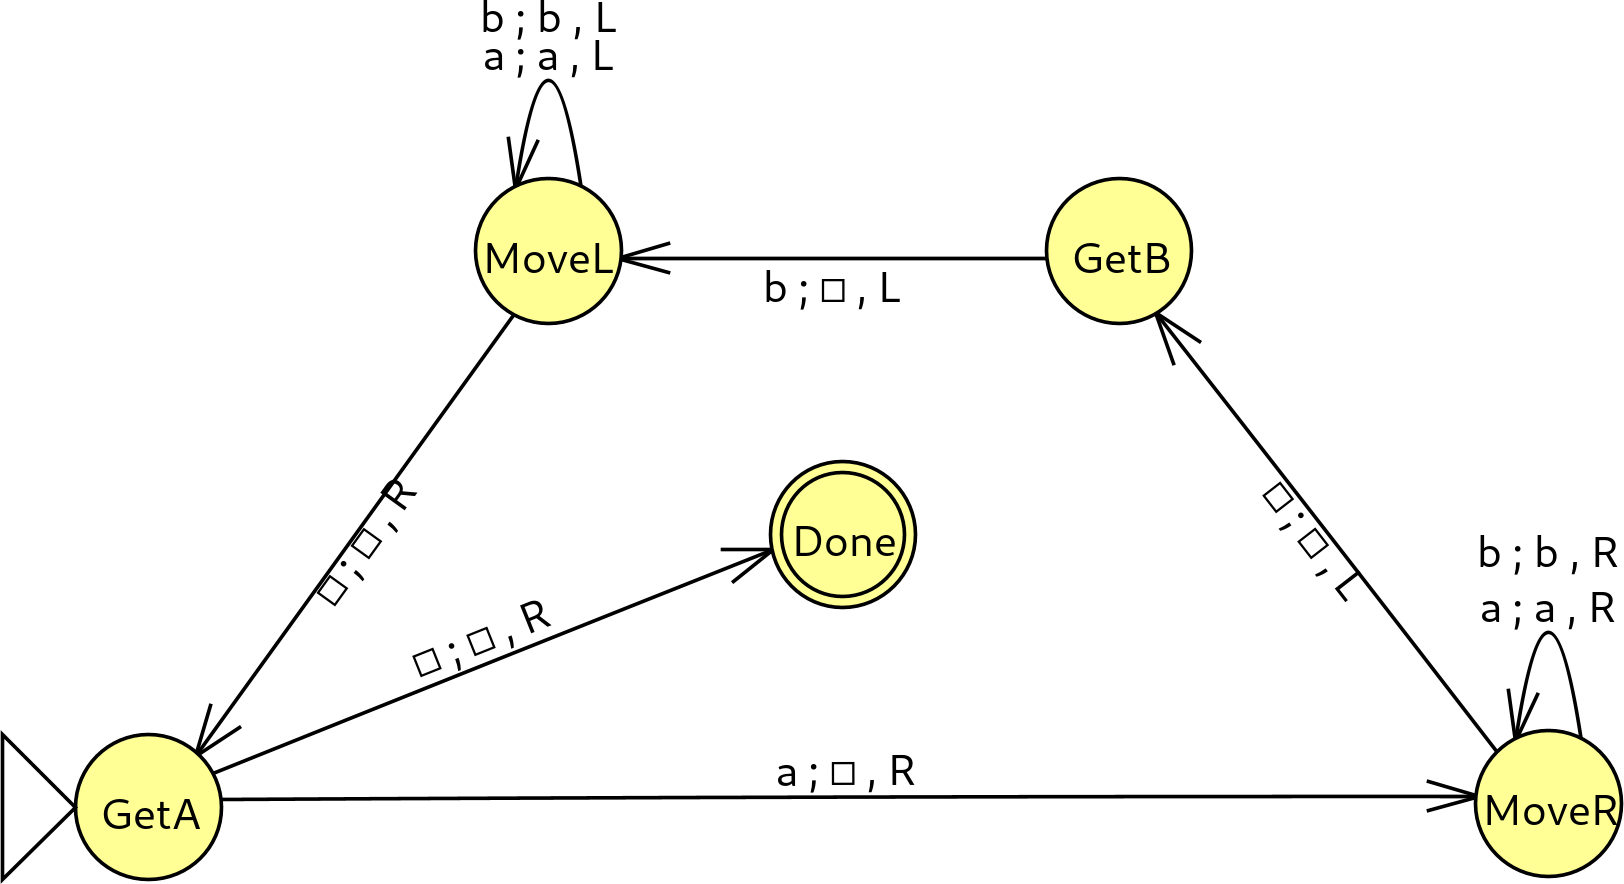 b ; b , L
a ; a , L
MoveL
GetB
b ; □ , L
□ ; □ , R
Done
□ ; □ , L
□ ; □ , R
b ; b , R
a ; a , R
a ; □ , R
GetA
MoveR